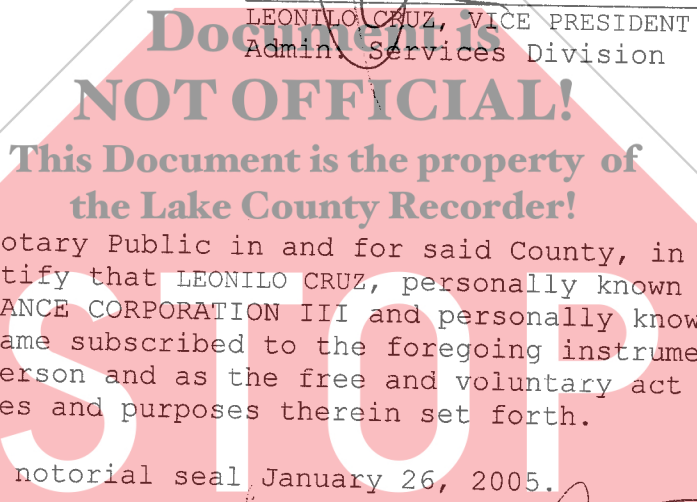 LEONILO CRUZ, VICE PRESIDENT
Document is
Admin. Services Division
NOT OFFICIAL!
This Document is the property of
the Lake County Recorder!
otary Public in and for said County, in
tify that LEONILO CRUZ, personally known
ANCE CORPORATION III and personally know
ame subscribed to the foregoing instrume
erson and as the free and voluntary act
es and purposes therein set forth.
STOP
notorial seal January 26, 2005.